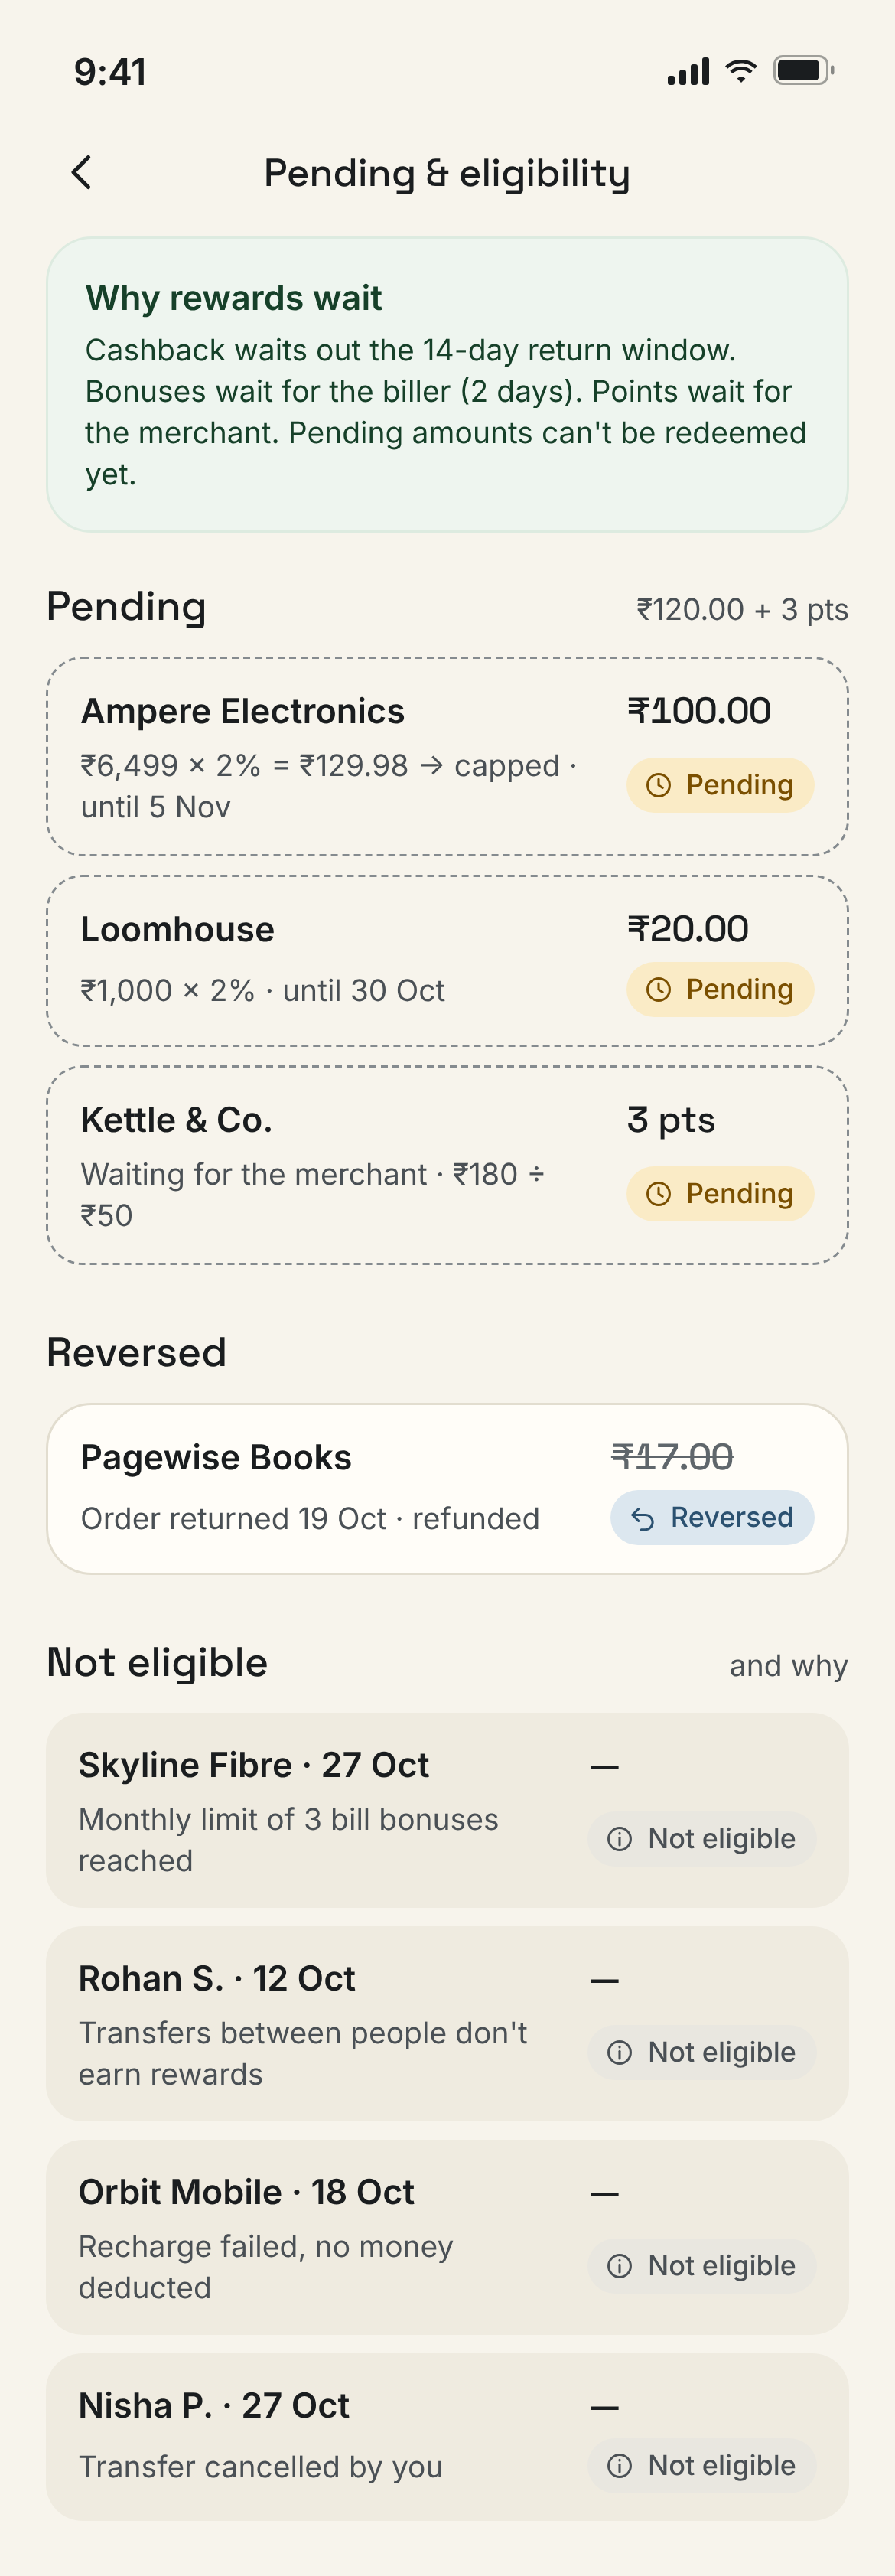 9:41
Pending & eligibility
Why rewards wait
Cashback waits out the 14-day return window.
Bonuses wait for the biller (2 days). Points wait for
the merchant. Pending amounts can't be redeemed
yet.
Pending
₹120.00 + 3 pts
Ampere Electronics
₹100.00
₹6,499 × 2% = ₹129.98 → capped ·
until 5 Nov
Pending
Loomhouse
₹20.00
₹1,000 × 2% · until 30 Oct
Pending
Kettle & Co.
3 pts
Waiting for the merchant · ₹180 ÷
₹50
Pending
Reversed
Pagewise Books
₹17.00
Order returned 19 Oct · refunded
Reversed
Not eligible
and why
Skyline Fibre · 27 Oct
—
Monthly limit of 3 bill bonuses
reached
Not eligible
Rohan S. · 12 Oct
—
Transfers between people don't
earn rewards
Not eligible
Orbit Mobile · 18 Oct
—
Recharge failed, no money
deducted
Not eligible
Nisha P. · 27 Oct
—
Transfer cancelled by you
Not eligible